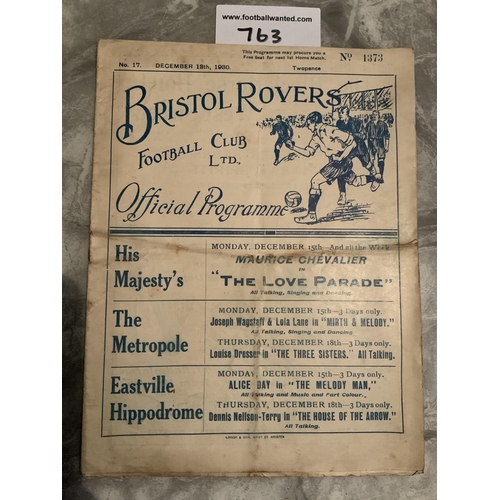 www.footballwanted.com
763
This Programme may procure you a
Free Seat for next 1st Home Match.
Nº 1373
No. 17. DECEMBER 13th, 1930. Twopence
BRISTOL ROVERS
FOOTBALL CLUB
LTD.
Official Programme
His
Majesty's
MONDAY, DECEMBER 15th—And all the Week
MAURICE CHEVALIER
IN
"THE LOVE PARADE"
All Talking, Singing and Dancing.
The
Metropole
MONDAY, DECEMBER 15th—3 Days only.
Joseph Wagstaff & Lola Lane in "MIRTH & MELODY."
All Talking, Singing and Dancing
THURSDAY, DECEMBER 18th—3 Days only.
Louise Dresser in "THE THREE SISTERS." All Talking.
Eastville
Hippodrome
MONDAY, DECEMBER 15th—3 Days only.
ALICE DAY in "THE MELODY MAN,"
All Talking and Music and Part Colour.
THURSDAY, DECEMBER 18th—3 Days only.
Dennis Neilsen-Terry in "THE HOUSE OF THE ARROW."
All Talking.